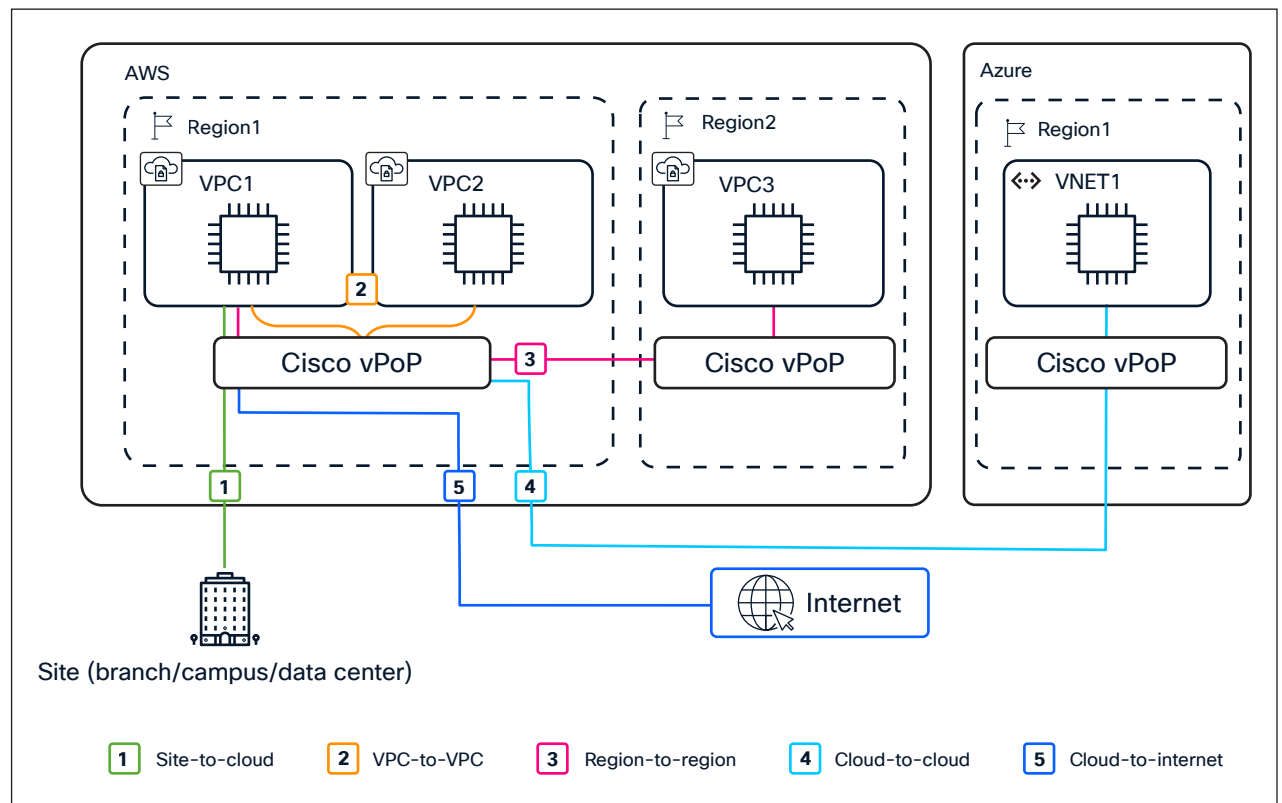 AWS
Azure
Region1
Region2
Region1
VPC1
VPC2
VPC3
VNET1
2
Cisco vPoP
3
Cisco vPoP
Cisco vPoP
1
5
4
Internet
Site (branch/campus/data center)
1 Site-to-cloud
2 VPC-to-VPC
3 Region-to-region
4 Cloud-to-cloud
5 Cloud-to-internet